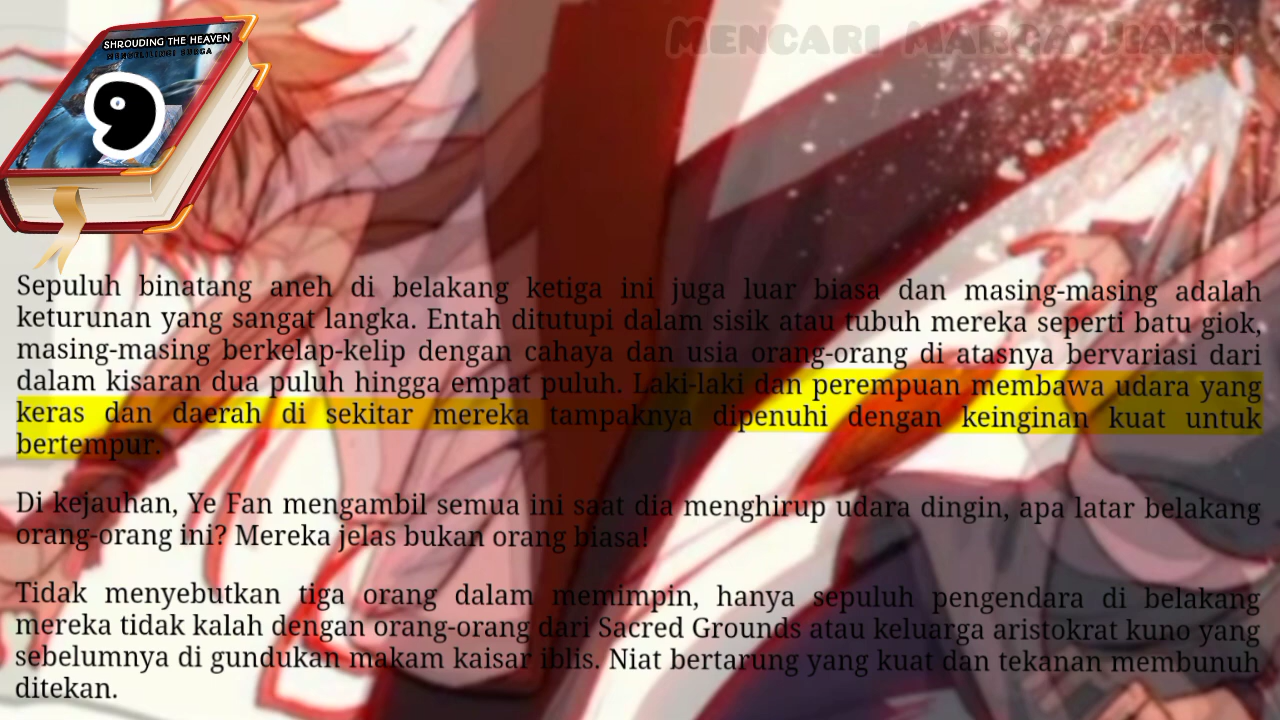 SHROUDING THE HEAVEN
MENGELILINGI SURGA
9
Sepuluh binatang aneh di belakang ketiga ini juga luar biasa dan masing-masing adalah
keturunan yang sangat langka. Entah ditutupi dalam sisik atau tubuh mereka seperti batu giok,
masing-masing berkelap-kelip dengan cahaya dan usia orang-orang di atasnya bervariasi dari
dalam kisaran dua puluh hingga empat puluh. Laki-laki dan perempuan membawa udara yang
keras dan daerah di sekitar mereka tampaknya dipenuhi dengan keinginan kuat untuk
bertempur.
Di kejauhan, Ye Fan mengambil semua ini saat dia menghirup udara dingin, apa latar belakang
orang-orang ini? Mereka jelas bukan orang biasa!
Tidak menyebutkan tiga orang dalam memimpin, hanya sepuluh pengendara di belakang
mereka tidak kalah dengan orang-orang dari Sacred Grounds atau keluarga aristokrat kuno yang
sebelumnya di gundukan makam kaisar iblis. Niat bertarung yang kuat dan tekanan membunuh
ditekan.
Mencari Marga Jiang